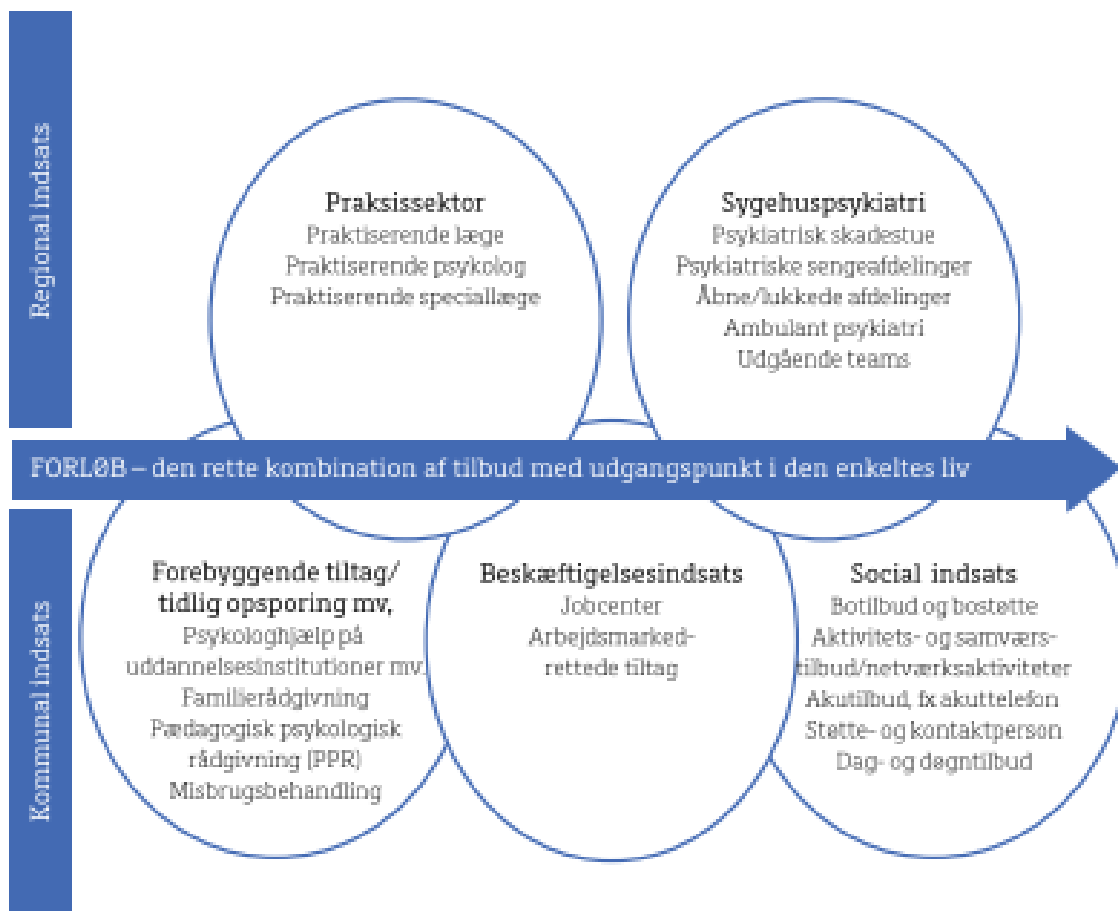 Regional indsats
Praksissektor
Praktiserende læge
Praktiserende psykolog
Praktiserende speciallæge
Sygehuspsykiatri
Psykiatrisk skadestue
Psykiatriske sengeafdelinger
Åbne/lukkede afdelinger
Ambulant psykiatri
Udgående teams
FORLØB – den rette kombination af tilbud med udgangspunkt i den enkeltes liv
Kommunal indsats
Forebyggende tiltag/
tidlig opsporing mv,
Psykologhjælp på
uddannelsesinstitutioner mv.
Familierådgivning
Pædagogisk psykologisk
rådgivning (PPR)
Misbrugsbehandling
Beskæftigelsesindsats
Jobcenter
Arbejdsmarked-
rettede tiltag
Social indsats
Botilbud og bostøtte
Aktivitets- og samværs-
tilbud/netværksaktiviteter
Akutilbud, fx akuttelefon
Støtte- og kontaktperson
Dag- og døgntilbud